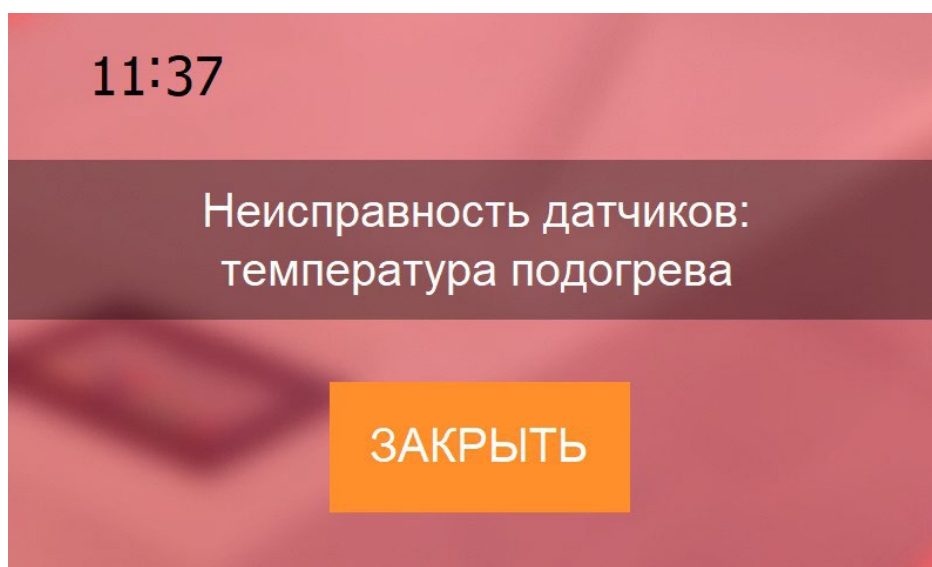 11:37
Неисправность датчиков:
температура подогрева
ЗАКРЫТЬ